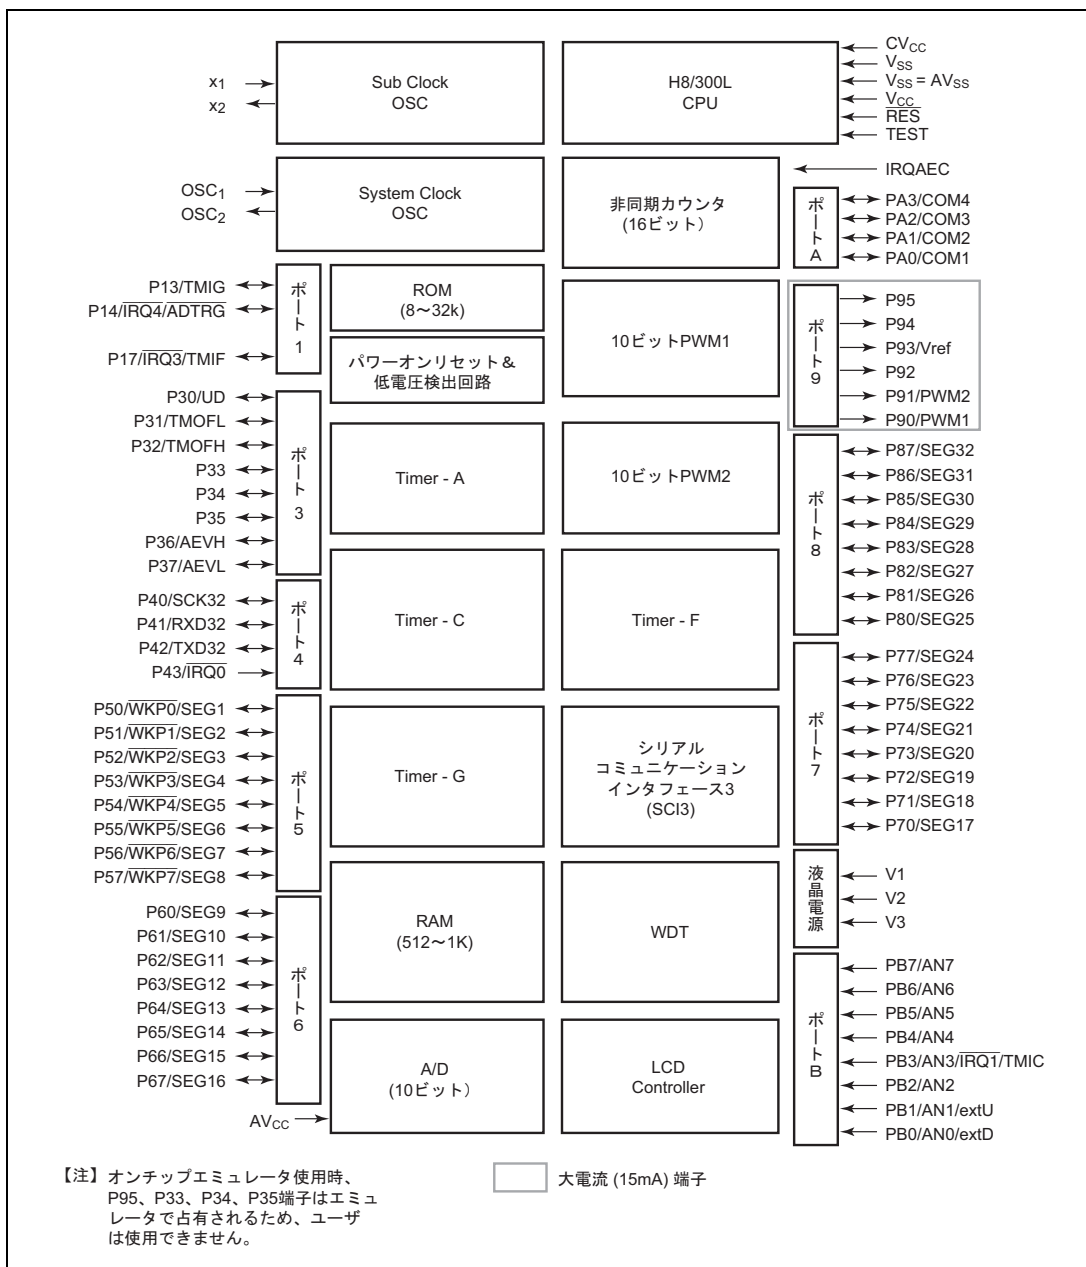 x1
x2
Sub Clock
OSC
H8/300L
CPU
CVCC
VSS
VSS = AVSS
VCC
RES
TEST
OSC1
OSC2
System Clock
OSC
非同期カウンタ
(16ビット)
IRQAEC
ポートA
PA3/COM4
PA2/COM3
PA1/COM2
PA0/COM1
P13/TMIG
P14/IRQ4/ADTRG
P17/IRQ3/TMIF
ポート1
ROM
(8〜32k)
パワーオンリセット&
低電圧検出回路
10ビットPWM1
ポート9
P95
P94
P93/Vref
P92
P91/PWM2
P90/PWM1
P30/UD
P31/TMOFL
P32/TMOFH
P33
P34
P35
P36/AEVH
P37/AEVL
ポート3
Timer - A
10ビットPWM2
ポート8
P87/SEG32
P86/SEG31
P85/SEG30
P84/SEG29
P83/SEG28
P82/SEG27
P81/SEG26
P80/SEG25
P40/SCK32
P41/RXD32
P42/TXD32
P43/IRQ0
ポート4
Timer - C
Timer - F
P50/WKP0/SEG1
P51/WKP1/SEG2
P52/WKP2/SEG3
P53/WKP3/SEG4
P54/WKP4/SEG5
P55/WKP5/SEG6
P56/WKP6/SEG7
P57/WKP7/SEG8
ポート5
Timer - G
シリアル
コミュニケーション
インタフェース3
(SCI3)
ポート7
P77/SEG24
P76/SEG23
P75/SEG22
P74/SEG21
P73/SEG20
P72/SEG19
P71/SEG18
P70/SEG17
P60/SEG9
P61/SEG10
P62/SEG11
P63/SEG12
P64/SEG13
P65/SEG14
P66/SEG15
P67/SEG16
ポート6
RAM
(512〜1K)
WDT
液晶電源
V1
V2
V3
AVCC
A/D
(10ビット)
LCD
Controller
ポートB
PB7/AN7
PB6/AN6
PB5/AN5
PB4/AN4
PB3/AN3/IRQ1/TMIC
PB2/AN2
PB1/AN1/extU
PB0/AN0/extD
【注】オンチップエミュレータ使用時、
P95、P33、P34、P35端子はエミュ
レータで占有されるため、ユーザ
は使用できません。
大電流 (15mA) 端子